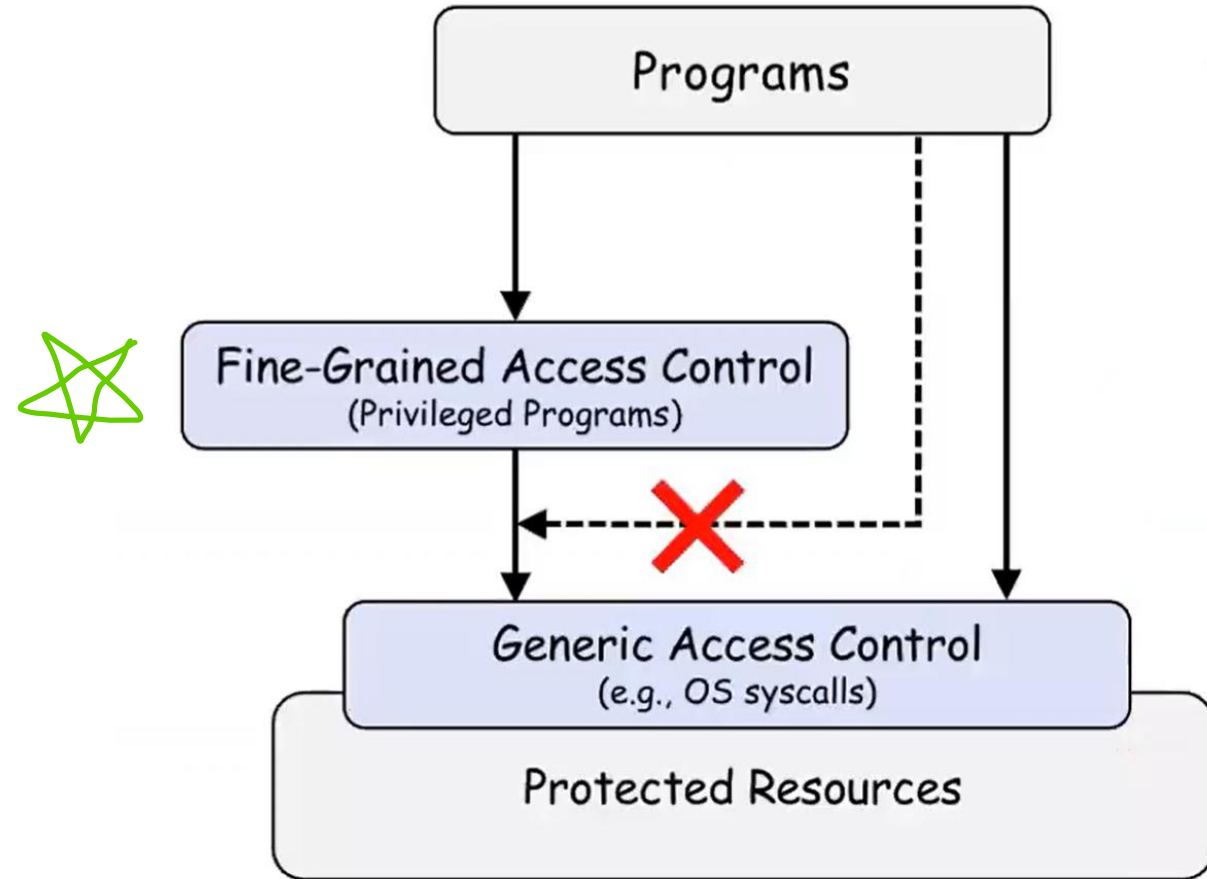 Programs
Fine-Grained Access Control
(Privileged Programs)
Generic Access Control
(e.g., OS syscalls)
Protected Resources